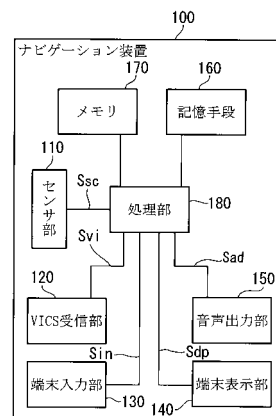 100
ナビゲーション装置
170
160
メモリ
記憶手段
110
センサ部
Ssc
処理部
180
Svi
Sad
120
150
VICS受信部
音声出力部
Sin
Sdp
端末入力部
端末表示部
130
140